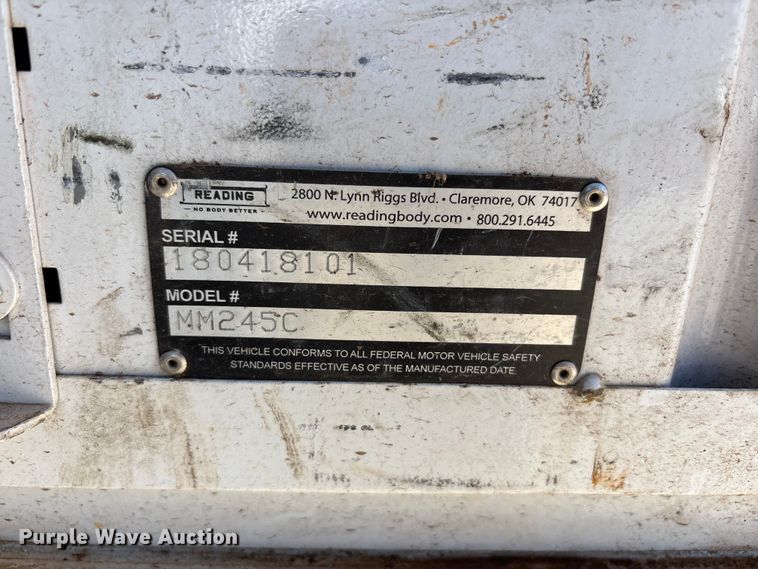 READING
NO BODY BETTER
2800 N. Lynn Riggs Blvd. • Claremore, OK 74017
www.readingbody.com • 800.291.6445
SERIAL #
180418101
MODEL #
MM245C
THIS VEHICLE CONFORMS TO ALL FEDERAL MOTOR VEHICLE SAFETY
STANDARDS EFFECTIVE AS OF THE MANUFACTURED DATE
Purple Wave Auction
purplewave.com